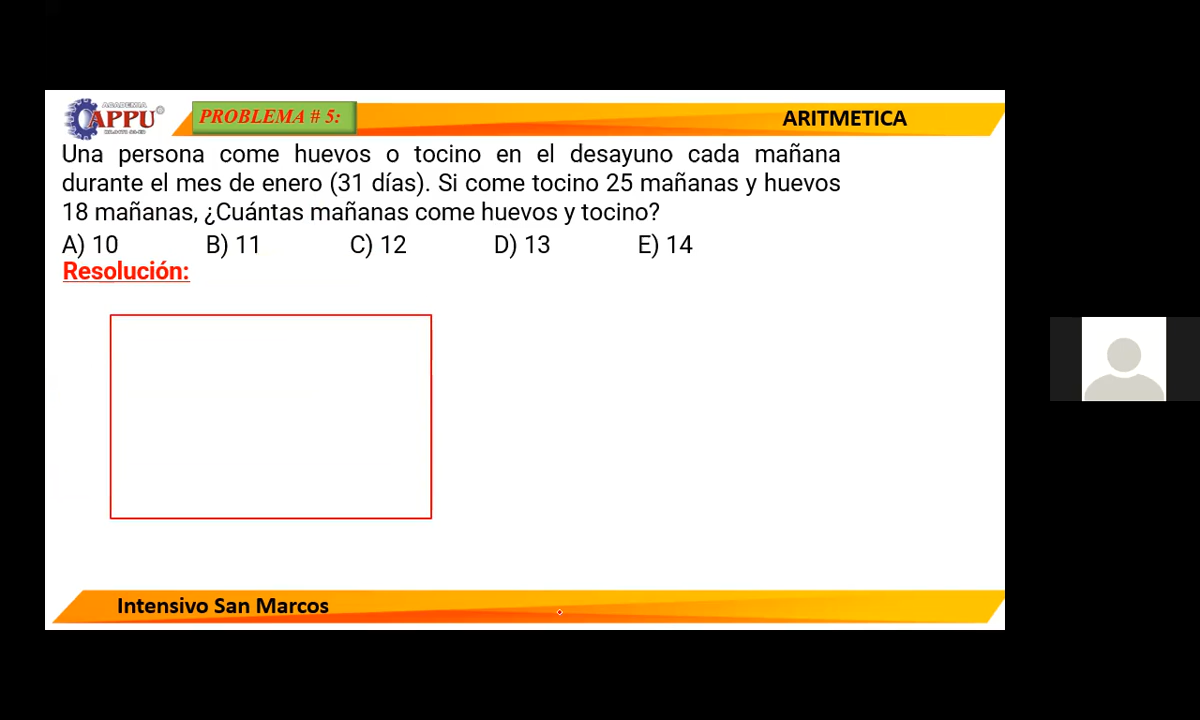 ACADEMIA
APPU
PROBLEMA # 5:
ARITMETICA
Una persona come huevos o tocino en el desayuno cada mañana
durante el mes de enero (31 días). Si come tocino 25 mañanas y huevos
18 mañanas, ¿Cuántas mañanas come huevos y tocino?
A) 10 B) 11 C) 12 D) 13 E) 14
Resolución:
Intensivo San Marcos